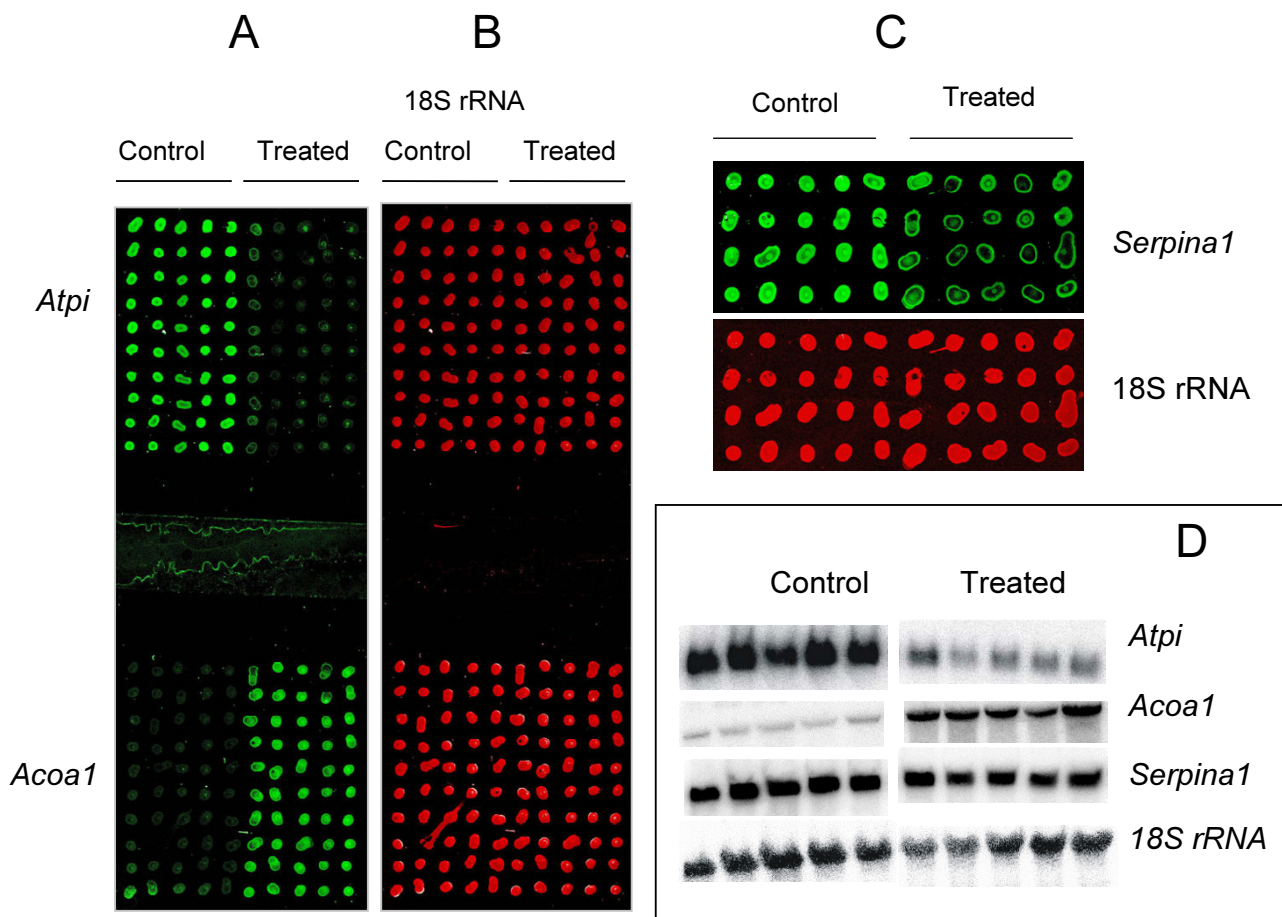 A
B
18S rRNA
Control Treated Control Treated
Atpi
Acoa1
C
Control Treated
Serpina1
18S rRNA
D
Control Treated
Atpi
Acoa1
Serpina1
18S rRNA